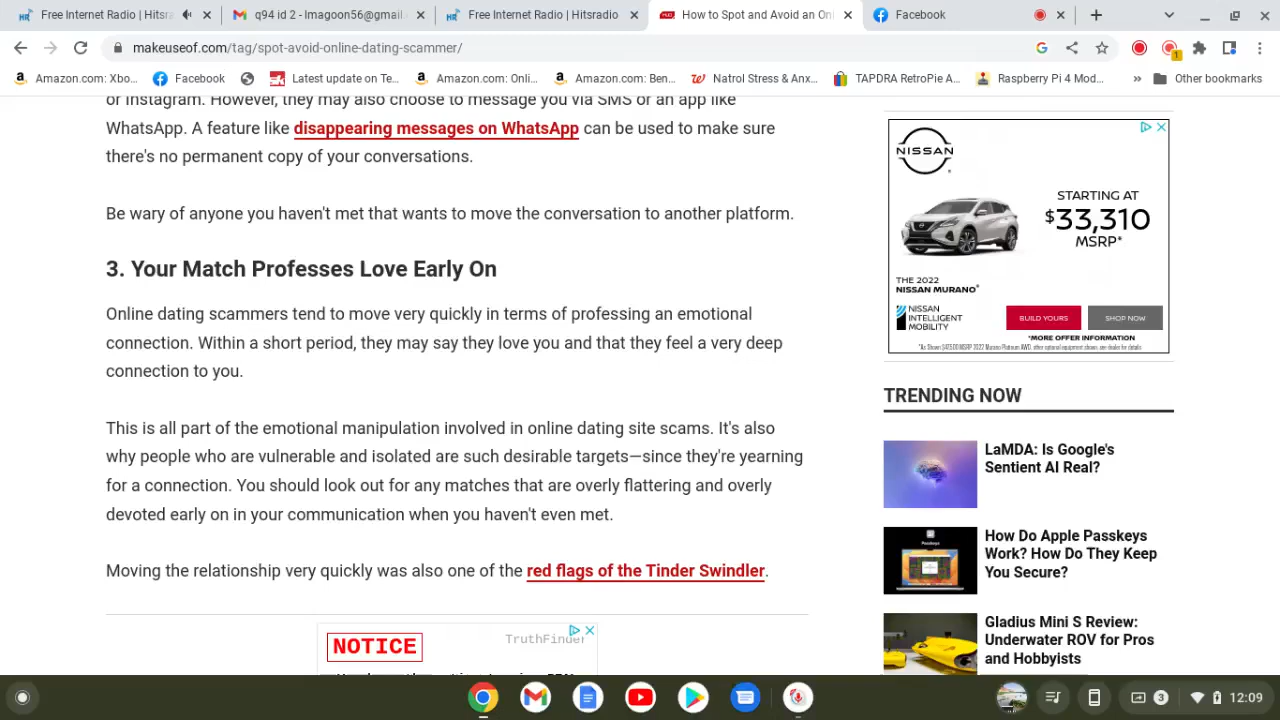 Free Internet Radio | Hitsra
q94 id 2 - lmagoon56@gmail.
Free Internet Radio | Hitsradio
How to Spot and Avoid an On
Facebook
makeuseof.com/tag/spot-avoid-online-dating-scammer/
1
Amazon.com: Xbo...
Facebook
Latest update on Te...
Amazon.com: Onli...
Amazon.com: Ben...
Natrol Stress & Anx...
TAPDRA RetroPie A...
Raspberry Pi 4 Mod...
»
Other bookmarks
or Instagram. However, they may also choose to message you via SMS or an app like
WhatsApp. A feature like disappearing messages on WhatsApp can be used to make sure
there's no permanent copy of your conversations.
Be wary of anyone you haven't met that wants to move the conversation to another platform.
3. Your Match Professes Love Early On
Online dating scammers tend to move very quickly in terms of professing an emotional
connection. Within a short period, they may say they love you and that they feel a very deep
connection to you.
This is all part of the emotional manipulation involved in online dating site scams. It's also
why people who are vulnerable and isolated are such desirable targets—since they're yearning
for a connection. You should look out for any matches that are overly flattering and overly
devoted early on in your communication when you haven't even met.
Moving the relationship very quickly was also one of the red flags of the Tinder Swindler.
NOTICE
TruthFinder
NISSAN
STARTING AT
$33,310
MSRP*
THE 2022
NISSAN MURANO®
NISSAN
INTELLIGENT
MOBILITY
BUILD YOURS
SHOP NOW
*MORE OFFER INFORMATION
TRENDING NOW
LaMDA: Is Google's
Sentient AI Real?
Passkeys
How Do Apple Passkeys
Work? How Do They Keep
You Secure?
Gladius Mini S Review:
Underwater ROV for Pros
and Hobbyists
3
12:09